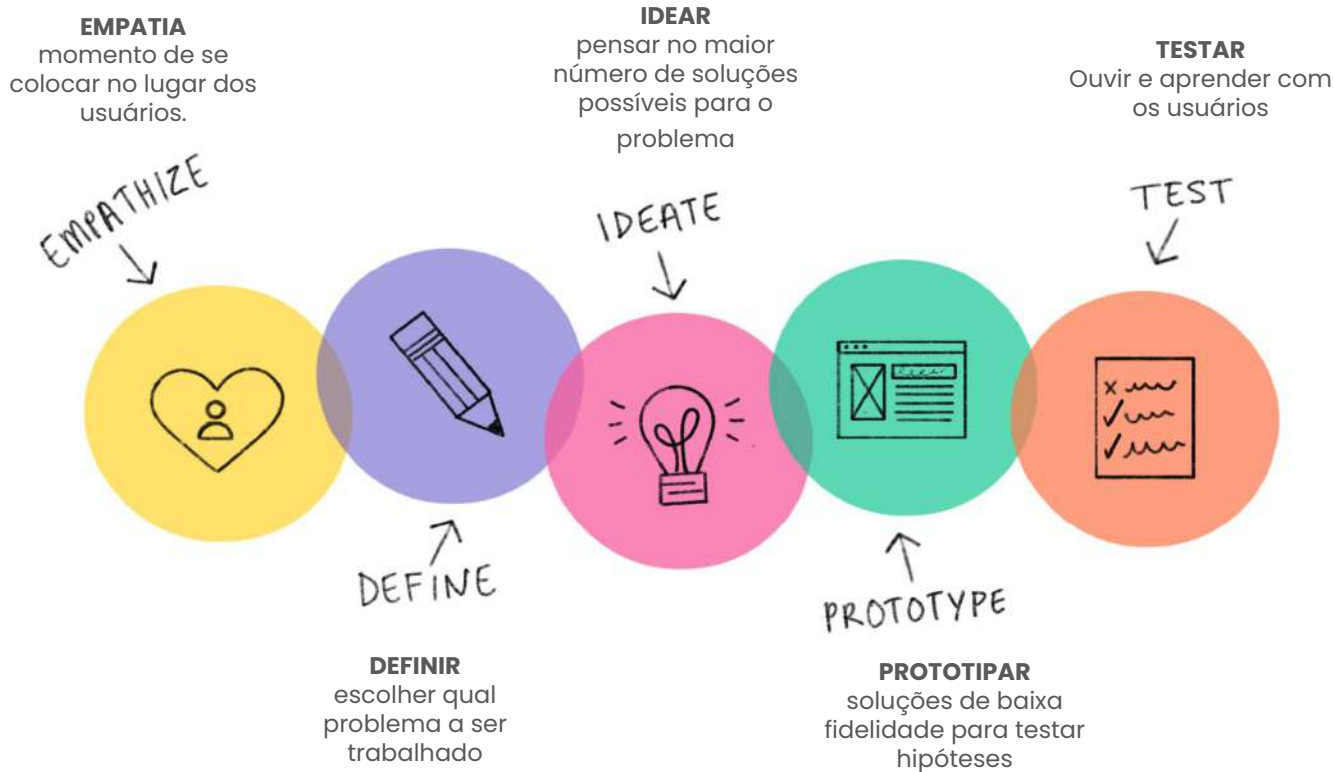 EMPATIA
momento de se
colocar no lugar dos
usuários.
EMPATHIZE
DEFINE
DEFINIR
escolher qual
problema a ser
trabalhado
IDEAR
pensar no maior
número de soluções
possíveis para o
problema
IDEATE
PROTOTYPE
PROTOTIPAR
soluções de baixa
fidelidade para testar
hipóteses
TESTAR
Ouvir e aprender com
os usuários
TEST